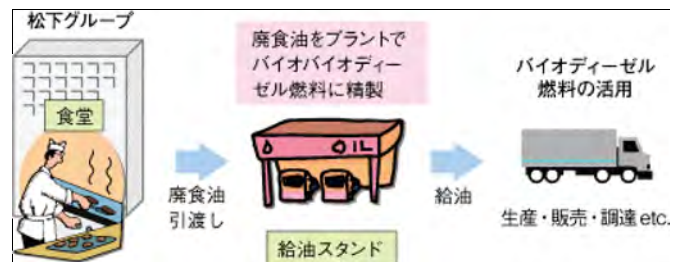 松下グループ
食堂
廃食油
引渡し
廃食油をプラントで
バイオバイオディー
ゼル燃料に精製
OIL
給油スタンド
給油
バイオディーゼル
燃料の活用
生産・販売・調達etc.